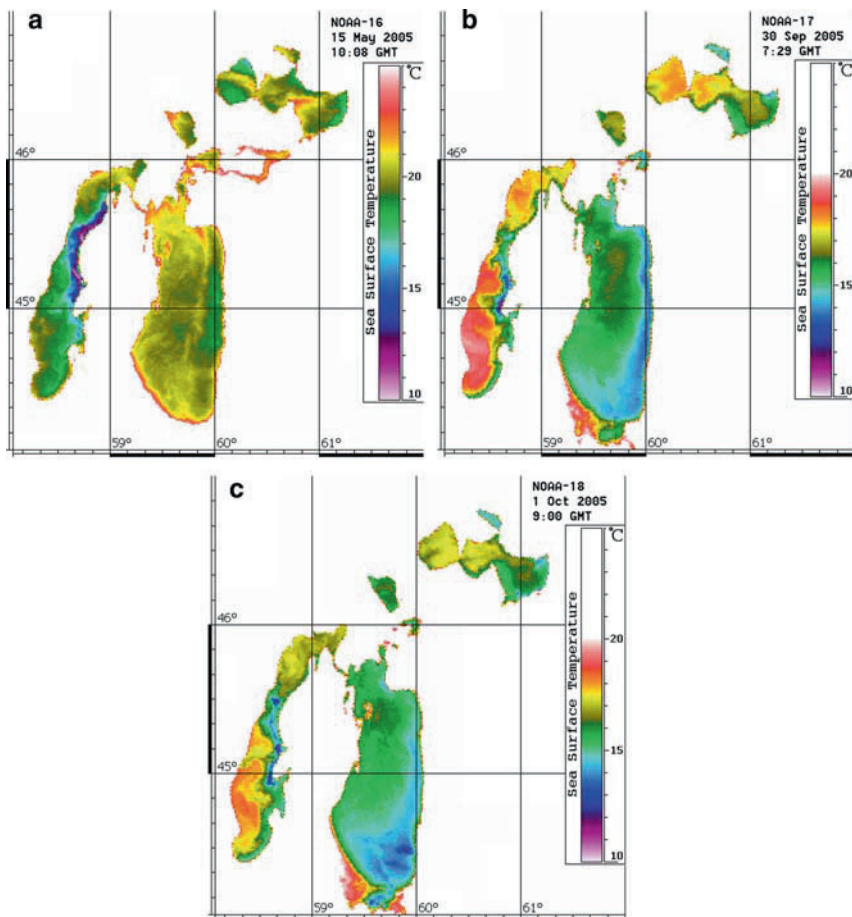 a
NOAA-16
15 May 2005
10:08 GMT
°C
20
15
10
Sea Surface Temperature
46°
45°
59°
60°
61°
b
NOAA-17
30 Sep 2005
7:29 GMT
°C
20
15
10
Sea Surface Temperature
46°
45°
59°
60°
61°
c
NOAA-18
1 Oct 2005
9:00 GMT
°C
20
15
10
Sea Surface Temperature
46°
45°
59°
60°
61°